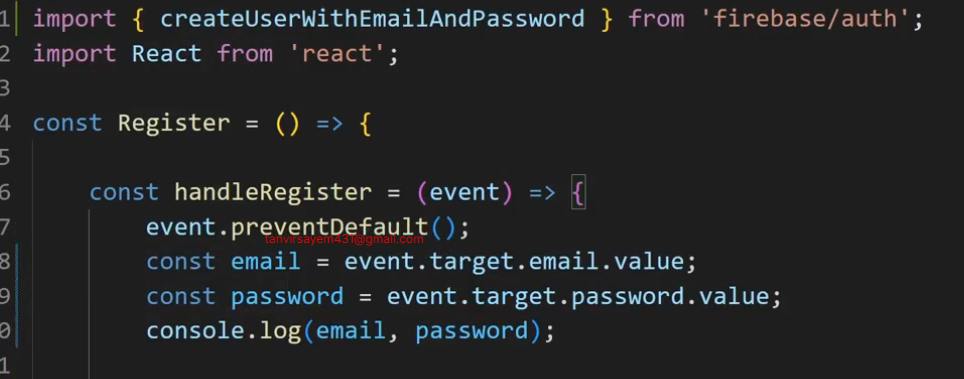 1 import { createUserWithEmailAndPassword } from 'firebase/auth';
2 import React from 'react';
3
4 const Register = () => {
5
6 const handleRegister = (event) => {
7 event.preventDefault();
tanvirsayem431@gmail.com
8 const email = event.target.email.value;
9 const password = event.target.password.value;
0 console.log(email, password);
1